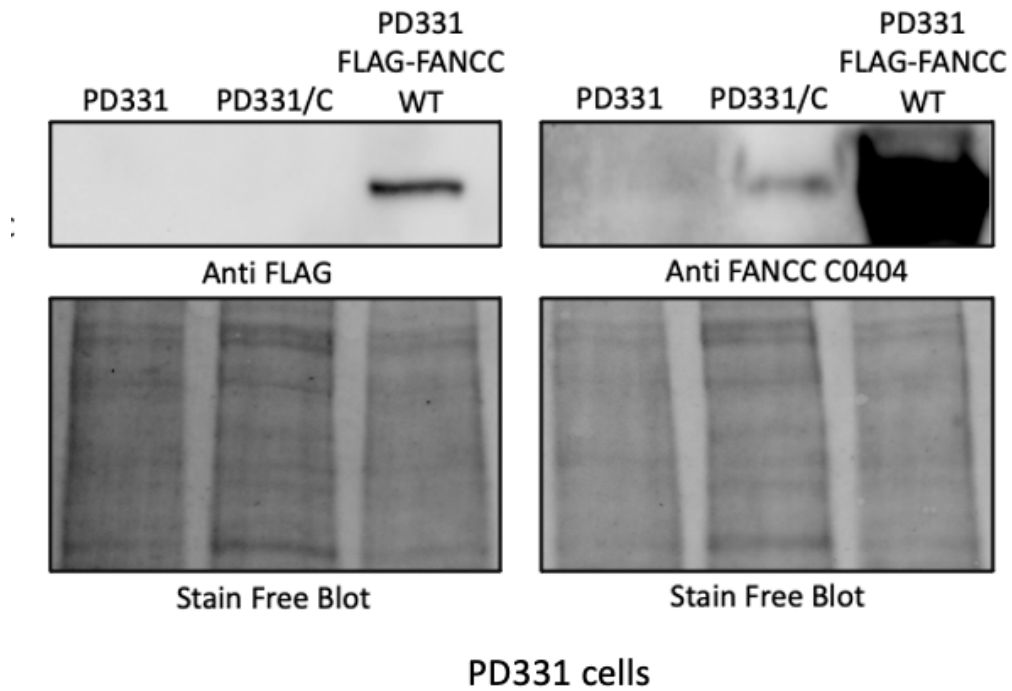 PD331
FLAG-FANCC
PD331 PD331/C WT
PD331
FLAG-FANCC
PD331 PD331/C WT
Anti FLAG
Anti FANCC C0404
Stain Free Blot
Stain Free Blot
PD331 cells